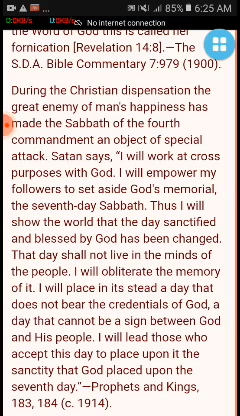 0:0KB/s U:0KB/s 85% 6:25 AM
No internet connection
the Word of God this is called her
fornication [Revelation 14:8].—The
S.D.A. Bible Commentary 7:979 (1900).
During the Christian dispensation the
great enemy of man's happiness has
made the Sabbath of the fourth
commandment an object of special
attack. Satan says, “I will work at cross
purposes with God. I will empower my
followers to set aside God's memorial,
the seventh-day Sabbath. Thus I will
show the world that the day sanctified
and blessed by God has been changed.
That day shall not live in the minds of
the people. I will obliterate the memory
of it. I will place in its stead a day that
does not bear the credentials of God, a
day that cannot be a sign between God
and His people. I will lead those who
accept this day to place upon it the
sanctity that God placed upon the
seventh day.”—Prophets and Kings,
183, 184 (c. 1914).